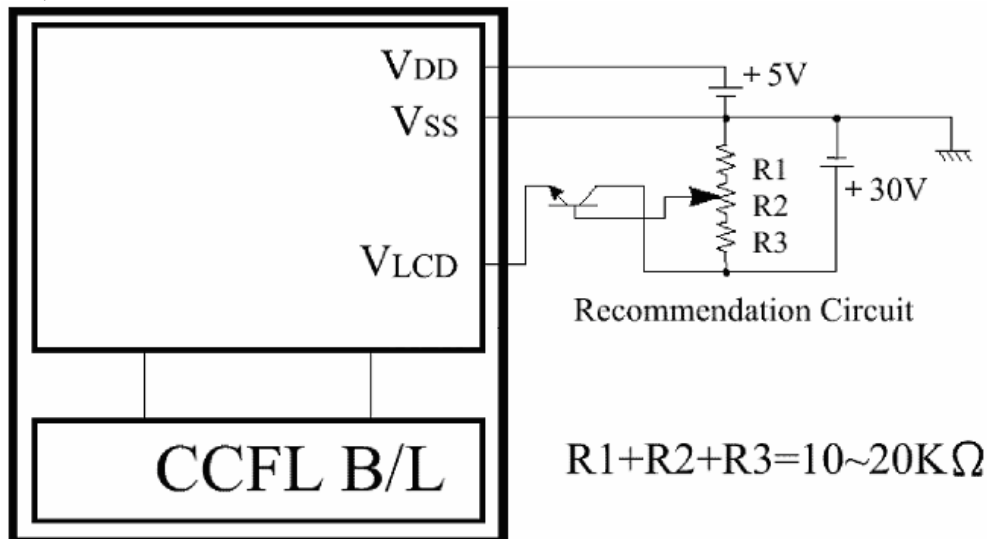 VDD
+ 5V
VSS
R1
R2
+ 30V
R3
VLCD
Recommendation Circuit
CCFL B/L
R1+R2+R3=10~20KΩ